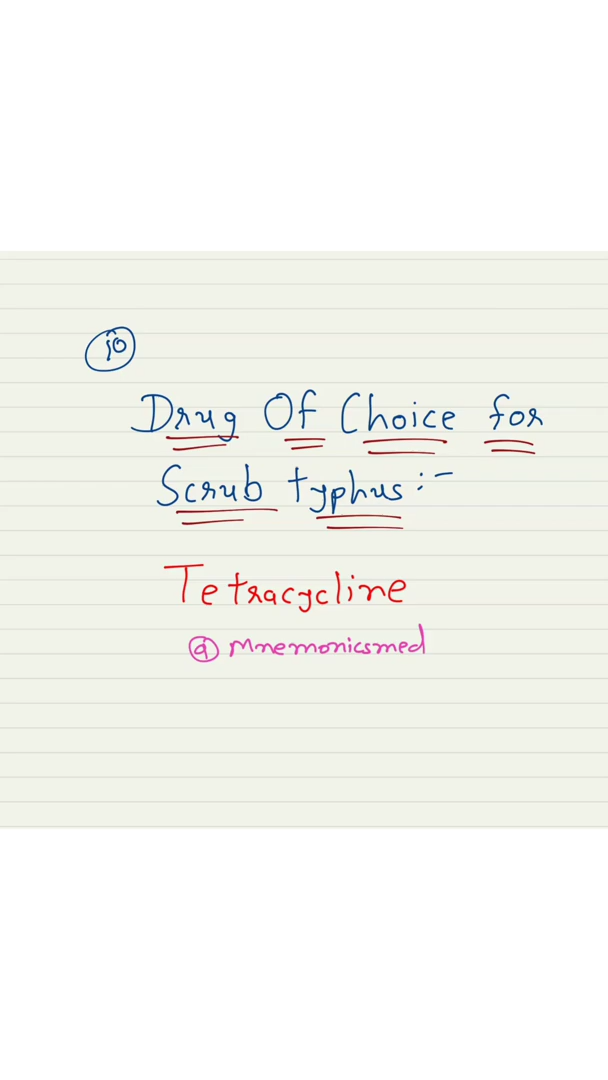 10
Drug Of Choice for
Scrub typhus:-
Tetracycline
@mnemonicsmed